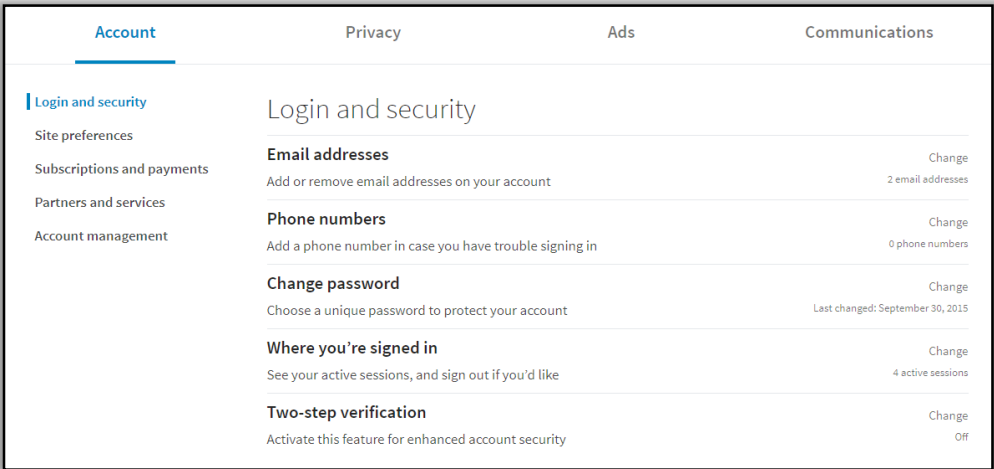 Account Privacy Ads Communications
Login and security
Site preferences
Subscriptions and payments
Partners and services
Account management
Login and security
Email addresses
Change
Add or remove email addresses on your account
2 email addresses
Phone numbers
Change
Add a phone number in case you have trouble signing in
0 phone numbers
Change password
Change
Choose a unique password to protect your account
Last changed: September 30, 2015
Where you’re signed in
Change
See your active sessions, and sign out if you’d like
4 active sessions
Two-step verification
Change
Activate this feature for enhanced account security
Off